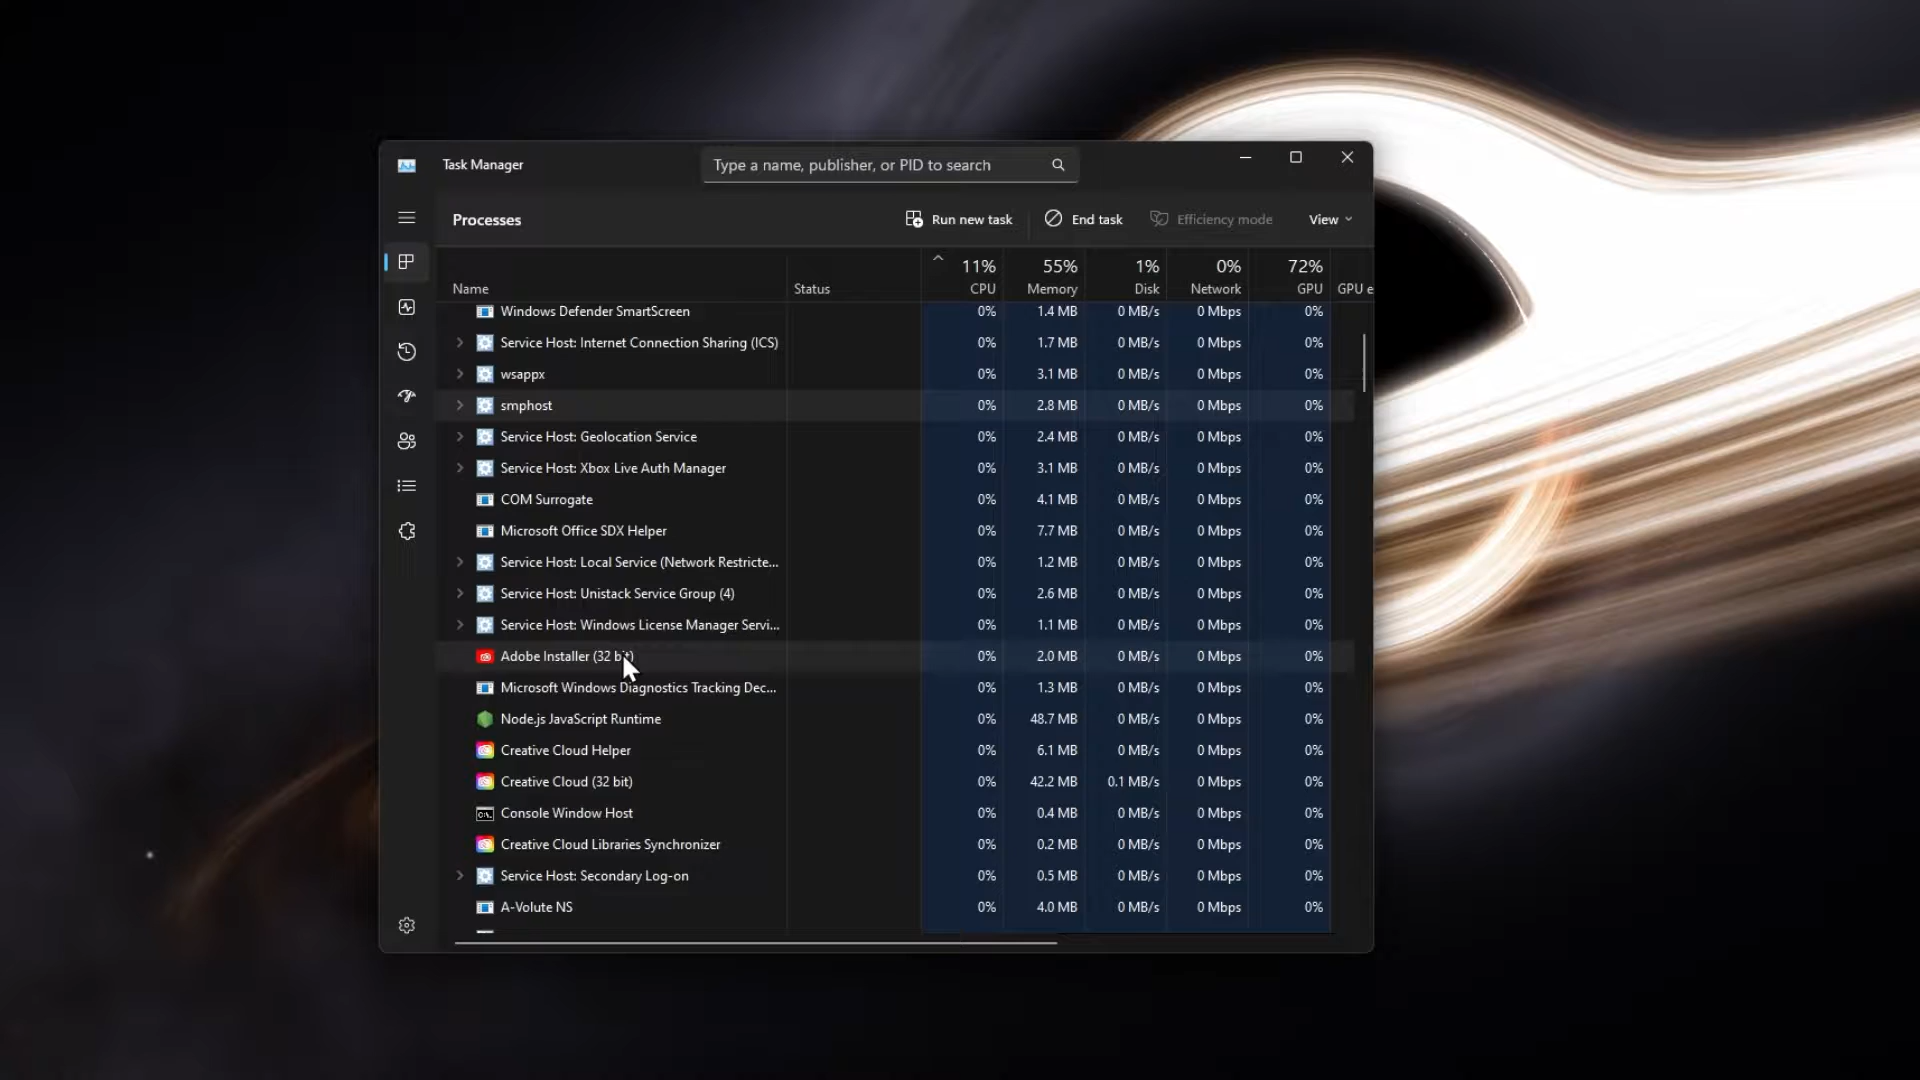 Task Manager
Type a name, publisher, or PID to search
Processes
Run new task
End task
Efficiency mode
View
11% 55% 1% 0% 72%
Name Status CPU Memory Disk Network GPU GPU e
Windows Defender SmartScreen 0% 1.4 MB 0 MB/s 0 Mbps 0%
Service Host: Internet Connection Sharing (ICS) 0% 1.7 MB 0 MB/s 0 Mbps 0%
wsappx 0% 3.1 MB 0 MB/s 0 Mbps 0%
smphost 0% 2.8 MB 0 MB/s 0 Mbps 0%
Service Host: Geolocation Service 0% 2.4 MB 0 MB/s 0 Mbps 0%
Service Host: Xbox Live Auth Manager 0% 3.1 MB 0 MB/s 0 Mbps 0%
COM Surrogate 0% 4.1 MB 0 MB/s 0 Mbps 0%
Microsoft Office SDX Helper 0% 7.7 MB 0 MB/s 0 Mbps 0%
Service Host: Local Service (Network Restricte... 0% 1.2 MB 0 MB/s 0 Mbps 0%
Service Host: Unistack Service Group (4) 0% 2.6 MB 0 MB/s 0 Mbps 0%
Service Host: Windows License Manager Servi... 0% 1.1 MB 0 MB/s 0 Mbps 0%
Adobe Installer (32 bit) 0% 2.0 MB 0 MB/s 0 Mbps 0%
Microsoft Windows Diagnostics Tracking Dec... 0% 1.3 MB 0 MB/s 0 Mbps 0%
Node.js JavaScript Runtime 0% 48.7 MB 0 MB/s 0 Mbps 0%
Creative Cloud Helper 0% 6.1 MB 0 MB/s 0 Mbps 0%
Creative Cloud (32 bit) 0% 42.2 MB 0.1 MB/s 0 Mbps 0%
Console Window Host 0% 0.4 MB 0 MB/s 0 Mbps 0%
Creative Cloud Libraries Synchronizer 0% 0.2 MB 0 MB/s 0 Mbps 0%
Service Host: Secondary Log-on 0% 0.5 MB 0 MB/s 0 Mbps 0%
A-Volute NS 0% 4.0 MB 0 MB/s 0 Mbps 0%